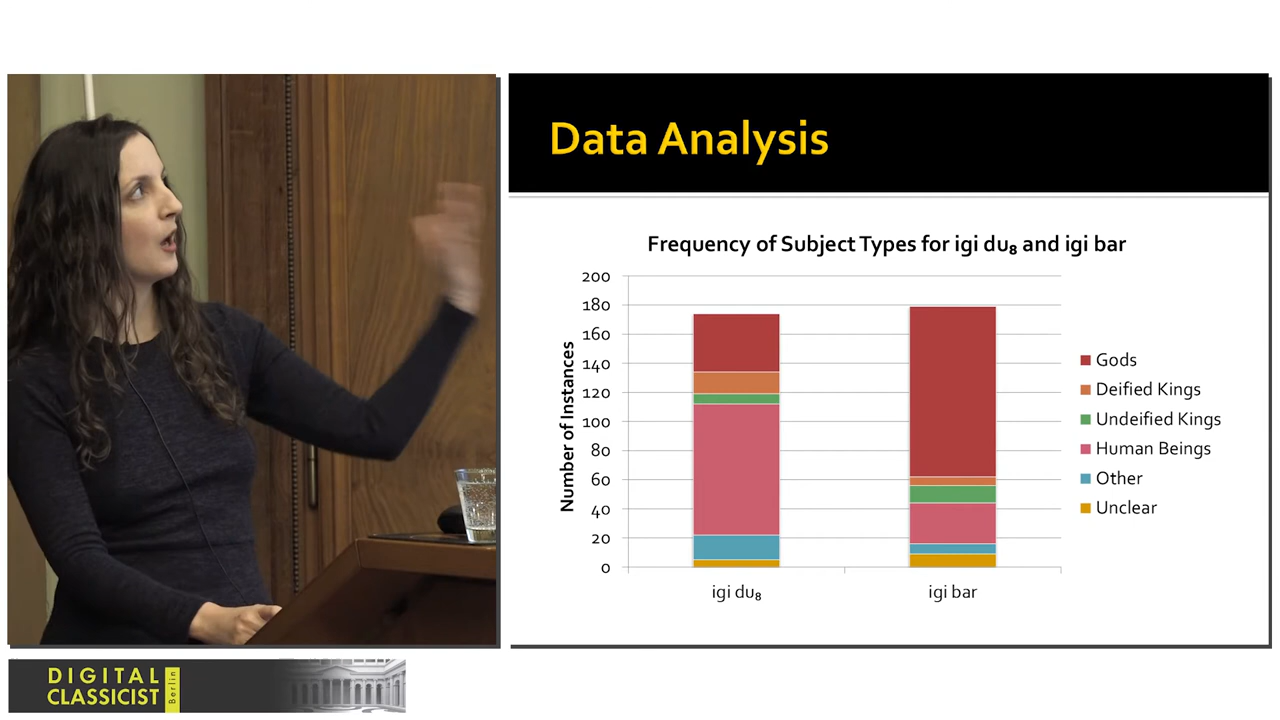 Data Analysis
Frequency of Subject Types for igi du₈ and igi bar
Number of Instances
200
180
160
140
120
100
80
60
40
20
0
igi du₈
igi bar
Gods
Deified Kings
Undeified Kings
Human Beings
Other
Unclear
DIGITAL
CLASSICIST
Berlin